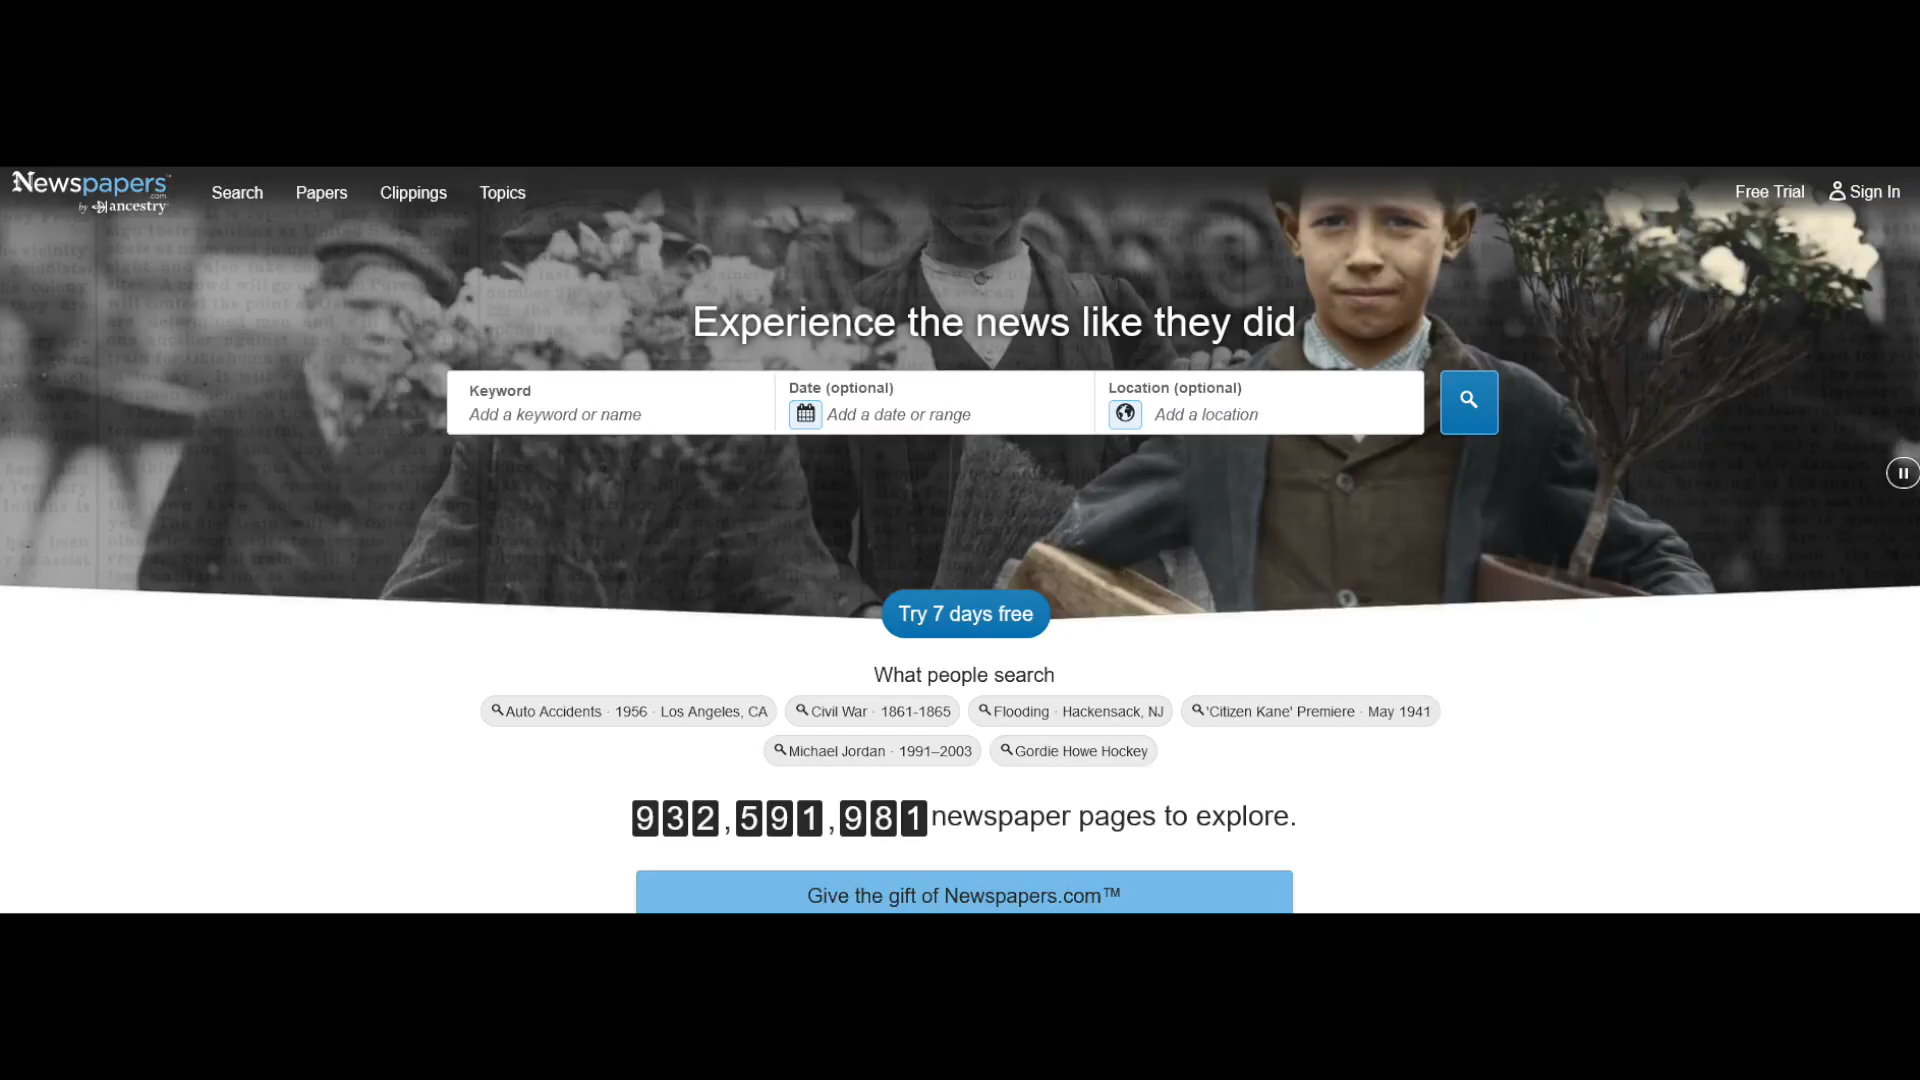 Newspapers.com™
by ancestry
Search
Papers
Clippings
Topics
Free Trial
Sign In
Experience the news like they did
Keyword
Add a keyword or name
Date (optional)
Add a date or range
Location (optional)
Add a location
Try 7 days free
What people search
Auto Accidents · 1956 · Los Angeles, CA
Civil War · 1861-1865
Flooding · Hackensack, NJ
'Citizen Kane' Premiere · May 1941
Michael Jordan · 1991–2003
Gordie Howe Hockey
932,591,981 newspaper pages to explore.
Give the gift of Newspapers.com™